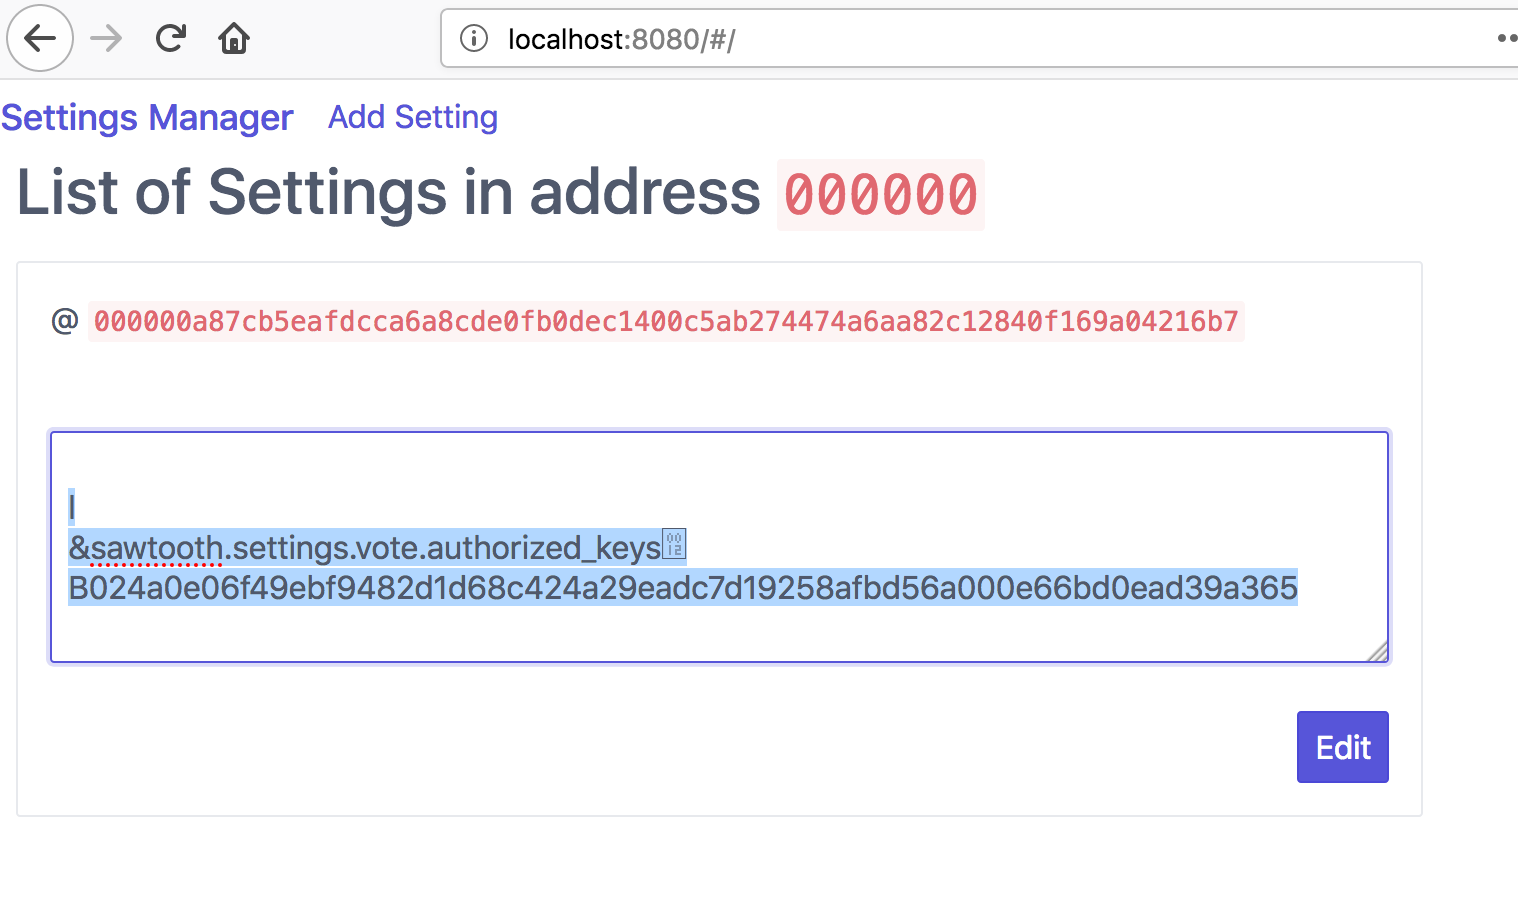 localhost:8080/#/
Settings Manager Add Setting
List of Settings in address 000000
@ 000000a87cb5eafdcca6a8cde0fb0dec1400c5ab274474a6aa82c12840f169a04216b7
l
&sawtooth.settings.vote.authorized_keys
B024a0e06f49ebf9482d1d68c424a29eadc7d19258afbd56a000e66bd0ead39a365
Edit